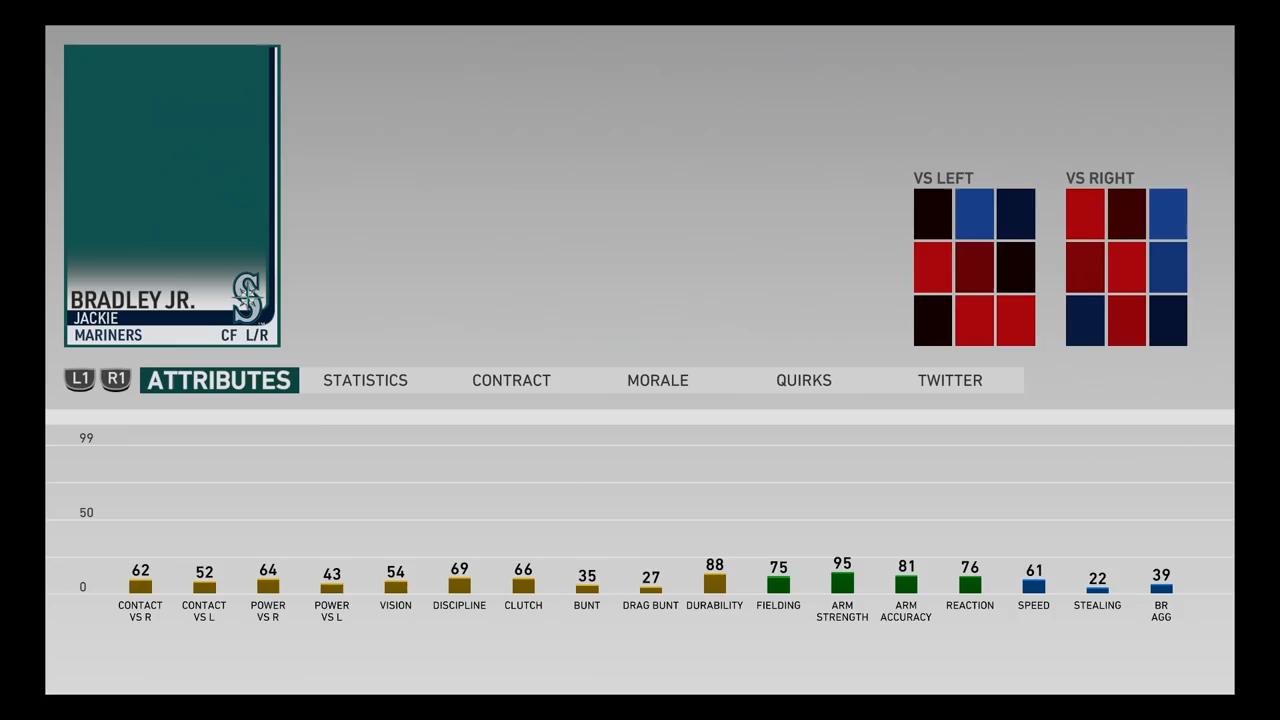 BRADLEY JR.
JACKIE
MARINERS CF L/R
VS LEFT
VS RIGHT
L1 R1 ATTRIBUTES STATISTICS CONTRACT MORALE QUIRKS TWITTER
99
50
0
62 52 64 43 54 69 66 35 27 88 75 95 81 76 61 22 39
CONTACT CONTACT POWER POWER VISION DISCIPLINE CLUTCH BUNT DRAG BUNT DURABILITY FIELDING ARM ARM REACTION SPEED STEALING BR
VS R VS L VS R VS L STRENGTH ACCURACY AGG